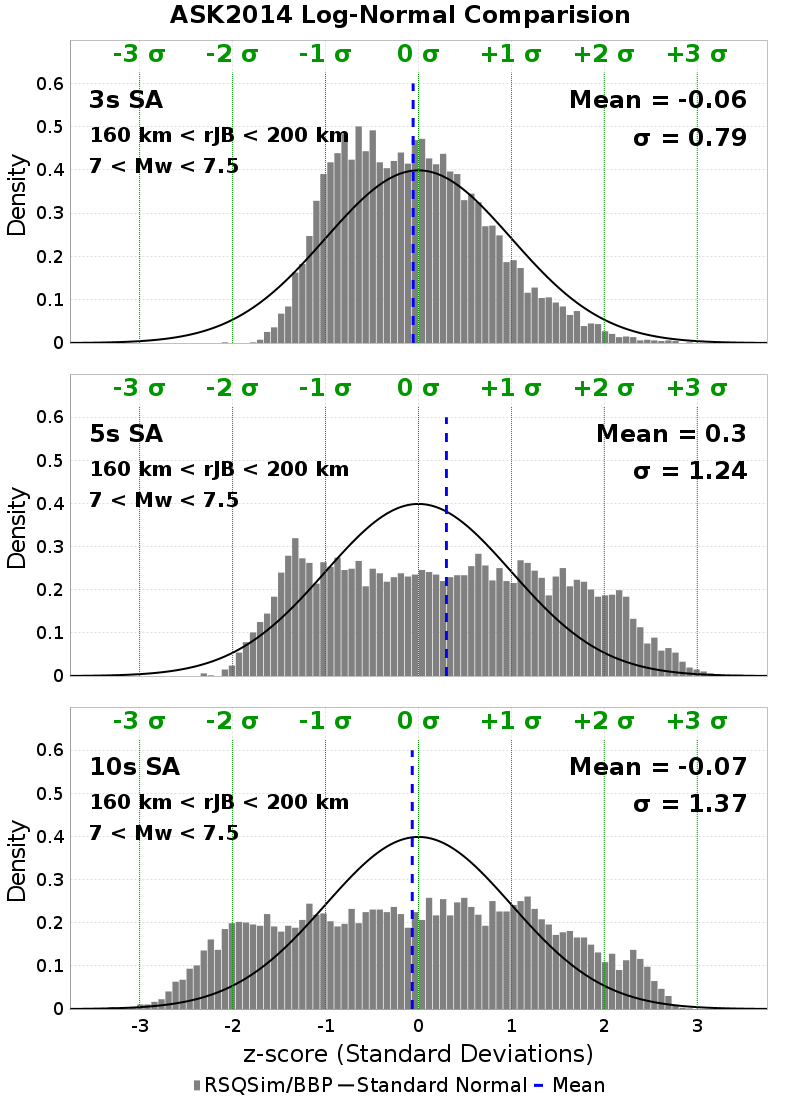 ASK2014 Log-Normal Comparision
-3 σ -2 σ -1 σ 0 σ +1 σ +2 σ +3 σ
0.6
3s SA Mean = -0.06
0.5
160 km < rJB < 200 km σ = 0.79
7 < Mw < 7.5
0.4
0.3
0.2
0.1
0
Density
-3 σ -2 σ -1 σ 0 σ +1 σ +2 σ +3 σ
0.6
5s SA Mean = 0.3
0.5
160 km < rJB < 200 km σ = 1.24
7 < Mw < 7.5
0.4
0.3
0.2
0.1
0
Density
-3 σ -2 σ -1 σ 0 σ +1 σ +2 σ +3 σ
0.6
10s SA Mean = -0.07
0.5
160 km < rJB < 200 km σ = 1.37
7 < Mw < 7.5
0.4
0.3
0.2
0.1
0
Density
-3 -2 -1 0 1 2 3
z-score (Standard Deviations)
RSQSim/BBP Standard Normal Mean